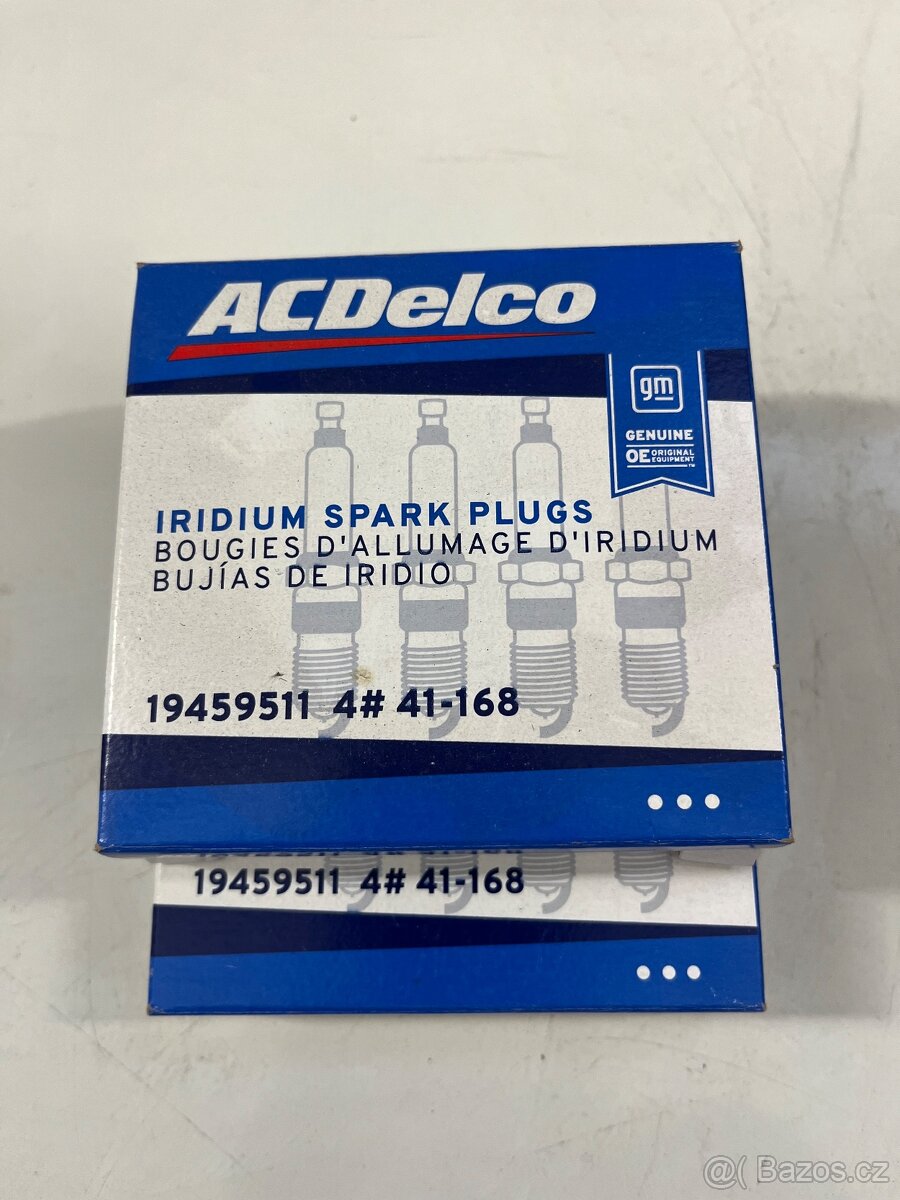 ACDelco
gm
GENUINE
OE ORIGINAL EQUIPMENT™
IRIDIUM SPARK PLUGS
BOUGIES D'ALLUMAGE D'IRIDIUM
BUJÍAS DE IRIDIO
19459511 4# 41-168
19459511 4# 41-168
@( Bazos.cz